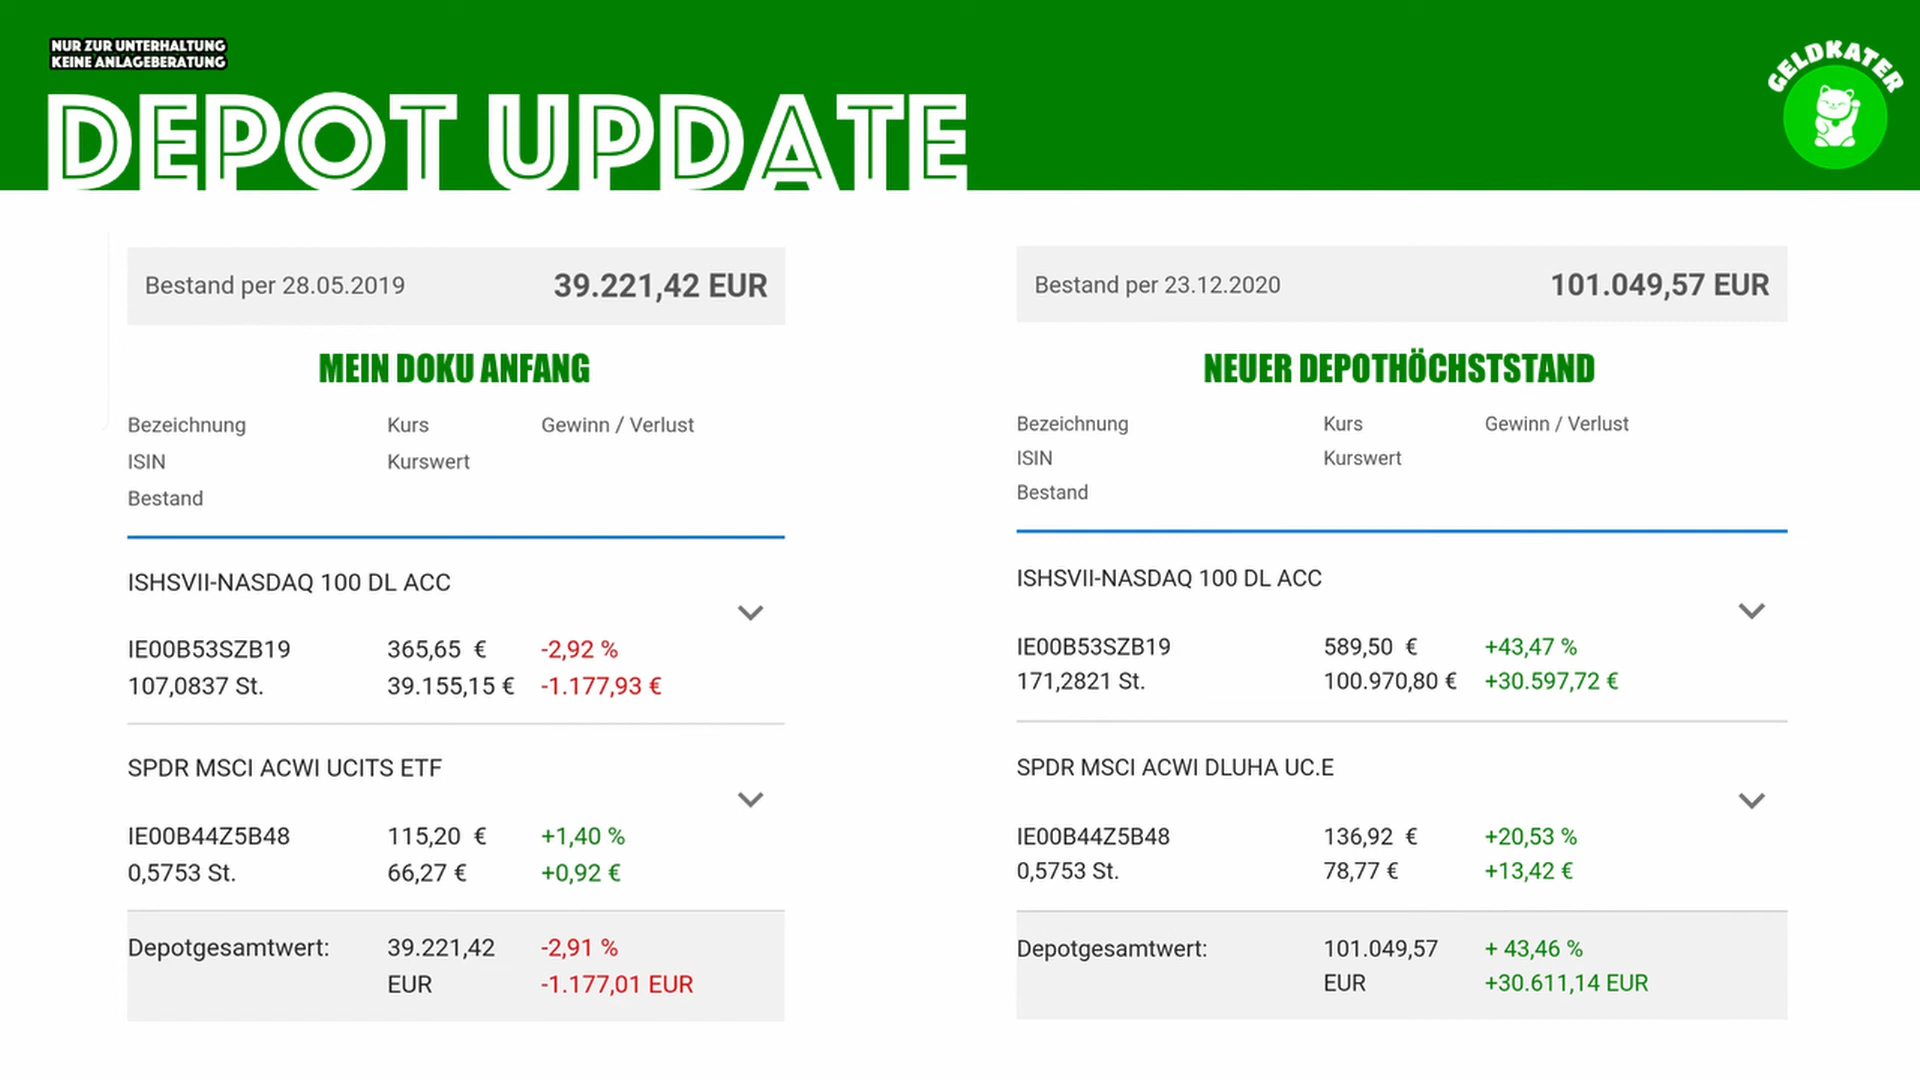 NUR ZUR UNTERHALTUNG
KEINE ANLAGEBERATUNG
DEPOT UPDATE
GELDKATER
Bestand per 28.05.2019 39.221,42 EUR
MEIN DOKU ANFANG
Bezeichnung Kurs Gewinn / Verlust
ISIN Kurswert
Bestand
ISHSVII-NASDAQ 100 DL ACC
IE00B53SZB19 365,65 € -2,92 %
107,0837 St. 39.155,15 € -1.177,93 €
SPDR MSCI ACWI UCITS ETF
IE00B44Z5B48 115,20 € +1,40 %
0,5753 St. 66,27 € +0,92 €
Depotgesamtwert: 39.221,42 -2,91 %
EUR -1.177,01 EUR
Bestand per 23.12.2020 101.049,57 EUR
NEUER DEPOTHÖCHSTSTAND
Bezeichnung Kurs Gewinn / Verlust
ISIN Kurswert
Bestand
ISHSVII-NASDAQ 100 DL ACC
IE00B53SZB19 589,50 € +43,47 %
171,2821 St. 100.970,80 € +30.597,72 €
SPDR MSCI ACWI DLUHA UC.E
IE00B44Z5B48 136,92 € +20,53 %
0,5753 St. 78,77 € +13,42 €
Depotgesamtwert: 101.049,57 + 43,46 %
EUR +30.611,14 EUR